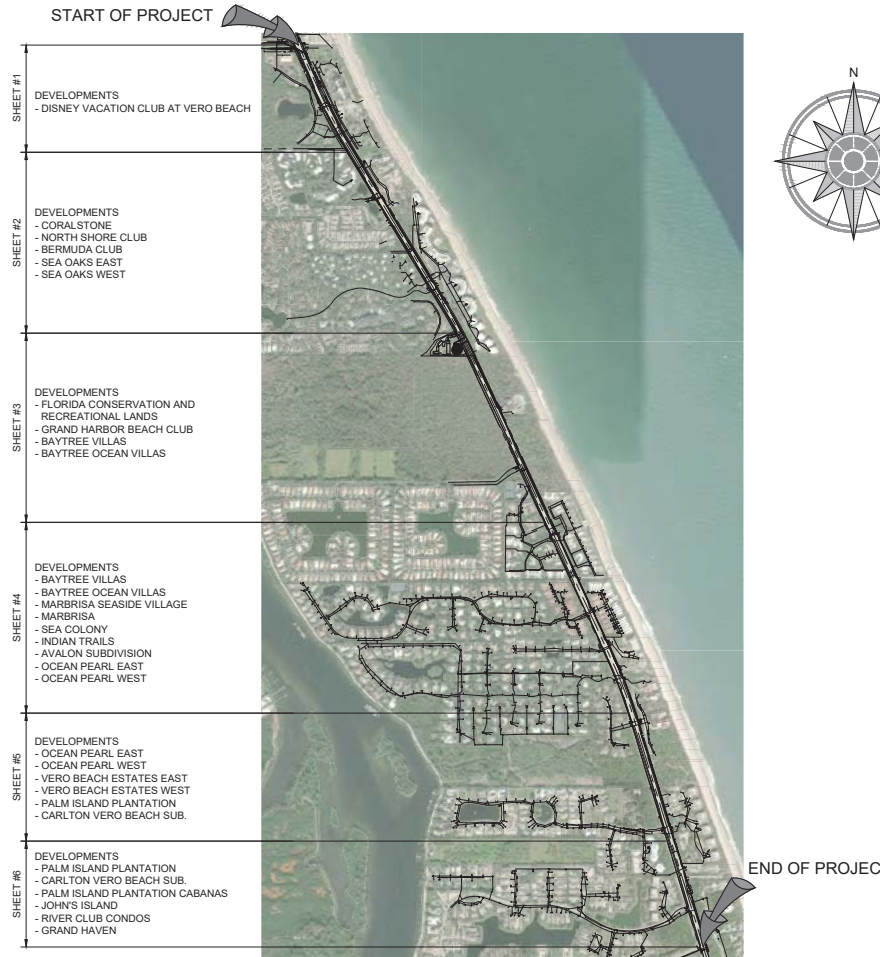 START OF PROJECT
N
SHEET #1
DEVELOPMENTS
- DISNEY VACATION CLUB AT VERO BEACH
SHEET #2
DEVELOPMENTS
- CORALSTONE
- NORTH SHORE CLUB
- BERMUDA CLUB
- SEA OAKS EAST
- SEA OAKS WEST
SHEET #3
DEVELOPMENTS
- FLORIDA CONSERVATION AND
RECREATIONAL LANDS
- GRAND HARBOR BEACH CLUB
- BAYTREE VILLAS
- BAYTREE OCEAN VILLAS
SHEET #4
DEVELOPMENTS
- BAYTREE VILLAS
- BAYTREE OCEAN VILLAS
- MARBRISA SEASIDE VILLAGE
- MARBRISA
- SEA COLONY
- INDIAN TRAILS
- AVALON SUBDIVISION
- OCEAN PEARL EAST
- OCEAN PEARL WEST
SHEET #5
DEVELOPMENTS
- OCEAN PEARL EAST
- OCEAN PEARL WEST
- VERO BEACH ESTATES EAST
- VERO BEACH ESTATES WEST
- PALM ISLAND PLANTATION
- CARLTON VERO BEACH SUB.
SHEET #6
DEVELOPMENTS
- PALM ISLAND PLANTATION
- CARLTON VERO BEACH SUB.
- PALM ISLAND PLANTATION CABANAS
- JOHN'S ISLAND
- RIVER CLUB CONDOS
- GRAND HAVEN
END OF PROJEC